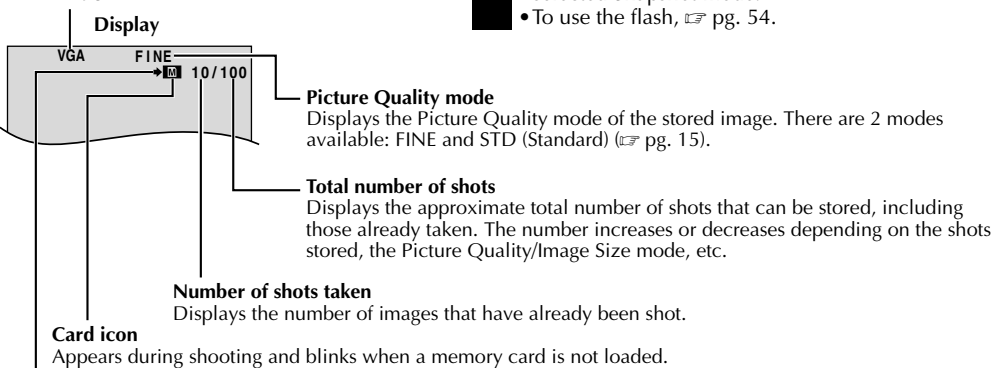 • To use the flash, ☞ pg. 54.
Display
VGA FINE
M 10/100
Picture Quality mode
Displays the Picture Quality mode of the stored image. There are 2 modes
available: FINE and STD (Standard) (☞ pg. 15).
Total number of shots
Displays the approximate total number of shots that can be stored, including
those already taken. The number increases or decreases depending on the shots
stored, the Picture Quality/Image Size mode, etc.
Number of shots taken
Displays the number of images that have already been shot.
Card icon
Appears during shooting and blinks when a memory card is not loaded.